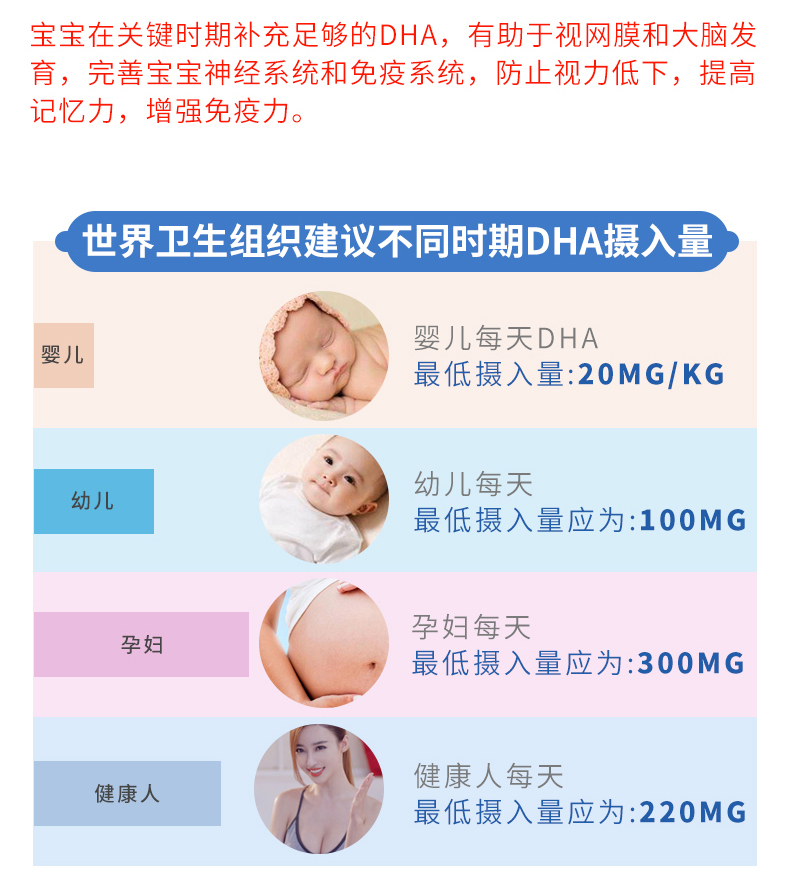 宝宝在关键时期补充足够的DHA，有助于视网膜和大脑发
育，完善宝宝神经系统和免疫系统，防止视力低下，提高
记忆力，增强免疫力。
世界卫生组织建议不同时期DHA摄入量
婴儿
婴儿每天DHA
最低摄入量:20MG/KG
幼儿
幼儿每天
最低摄入量应为:100MG
孕妇
孕妇每天
最低摄入量应为:300MG
健康人
健康人每天
最低摄入量应为:220MG